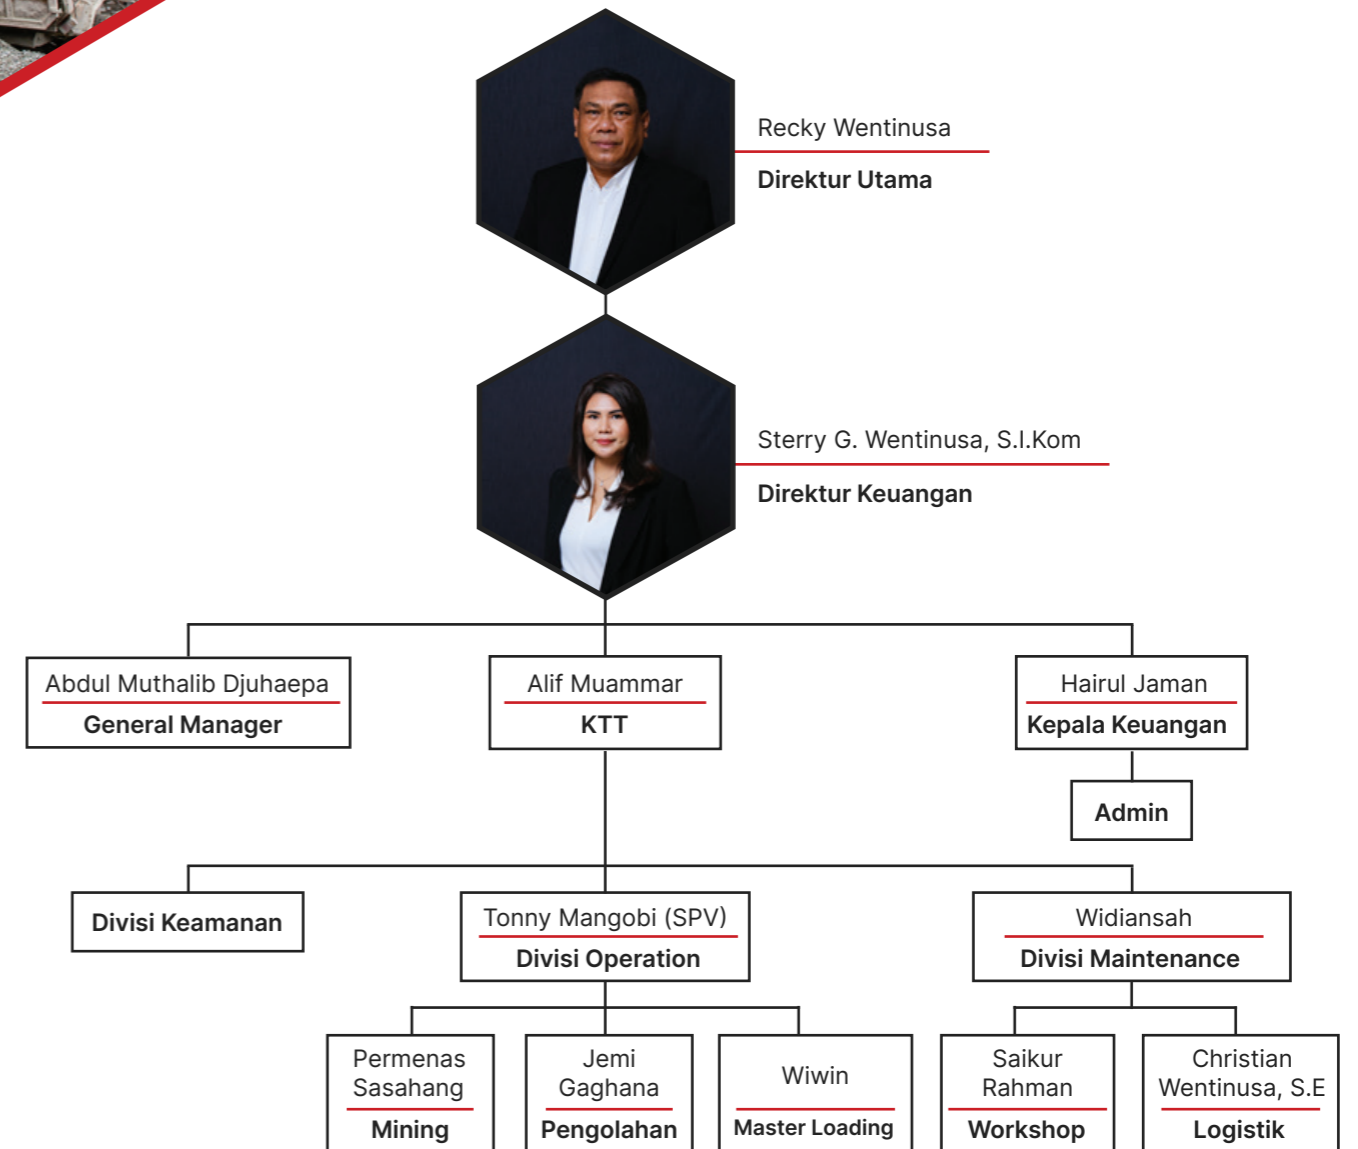 Recky Wentinusa
Direktur Utama
Sterry G. Wentinusa, S.I.Kom
Direktur Keuangan
Abdul Muthalib Djuhaepa
General Manager
Alif Muammar
KTT
Hairul Jaman
Kepala Keuangan
Admin
Divisi Keamanan
Tonny Mangobi (SPV)
Divisi Operation
Widiansah
Divisi Maintenance
Permenas
Sasahang
Mining
Jemi
Gaghana
Pengolahan
Wiwin
Master Loading
Saikur
Rahman
Workshop
Christian
Wentinusa, S.E
Logistik